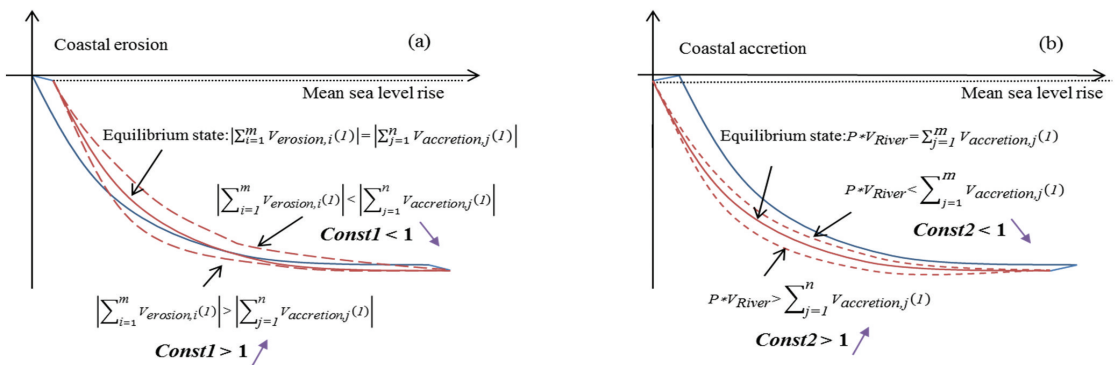 Coastal erosion
(a)
Mean sea level rise
Equilibrium state:|Σ_{i=1}^{m} V_{erosion,i}(1)|=|Σ_{j=1}^{n} V_{accretion,j}(1)|
|∑_{i=1}^{m} V_{erosion,i}(1)|<|∑_{j=1}^{n} V_{accretion,j}(1)|
Const1 < 1
|∑_{i=1}^{m} V_{erosion,i}(1)|>|∑_{j=1}^{n} V_{accretion,j}(1)|
Const1 > 1
Coastal accretion
(b)
Mean sea level rise
Equilibrium state:P*V_{River}=Σ_{j=1}^{m} V_{accretion,j}(1)
P*V_{River}<∑_{j=1}^{m} V_{accretion,j}(1)
Const2 < 1
P*V_{River}>∑_{j=1}^{n} V_{accretion,j}(1)
Const2 > 1